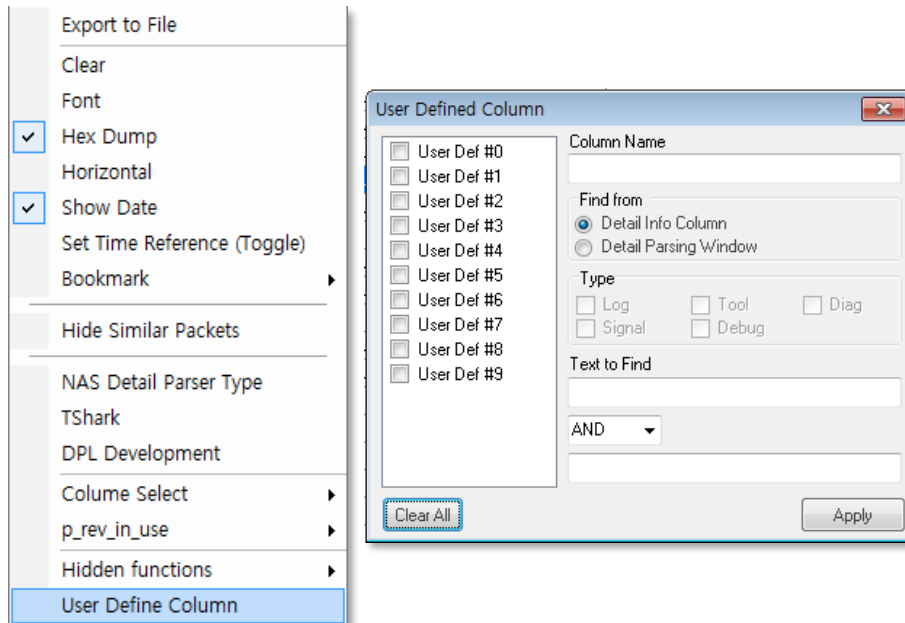 Export to File
Clear
Font
Hex Dump
Horizontal
Show Date
Set Time Reference (Toggle)
Bookmark
Hide Similar Packets
NAS Detail Parser Type
TShark
DPL Development
Colume Select
p_rev_in_use
Hidden functions
User Define Column
User Defined Column
User Def #0
User Def #1
User Def #2
User Def #3
User Def #4
User Def #5
User Def #6
User Def #7
User Def #8
User Def #9
Clear All
Column Name
Find from
Detail Info Column
Detail Parsing Window
Type
Log Tool Diag
Signal Debug
Text to Find
AND
Apply